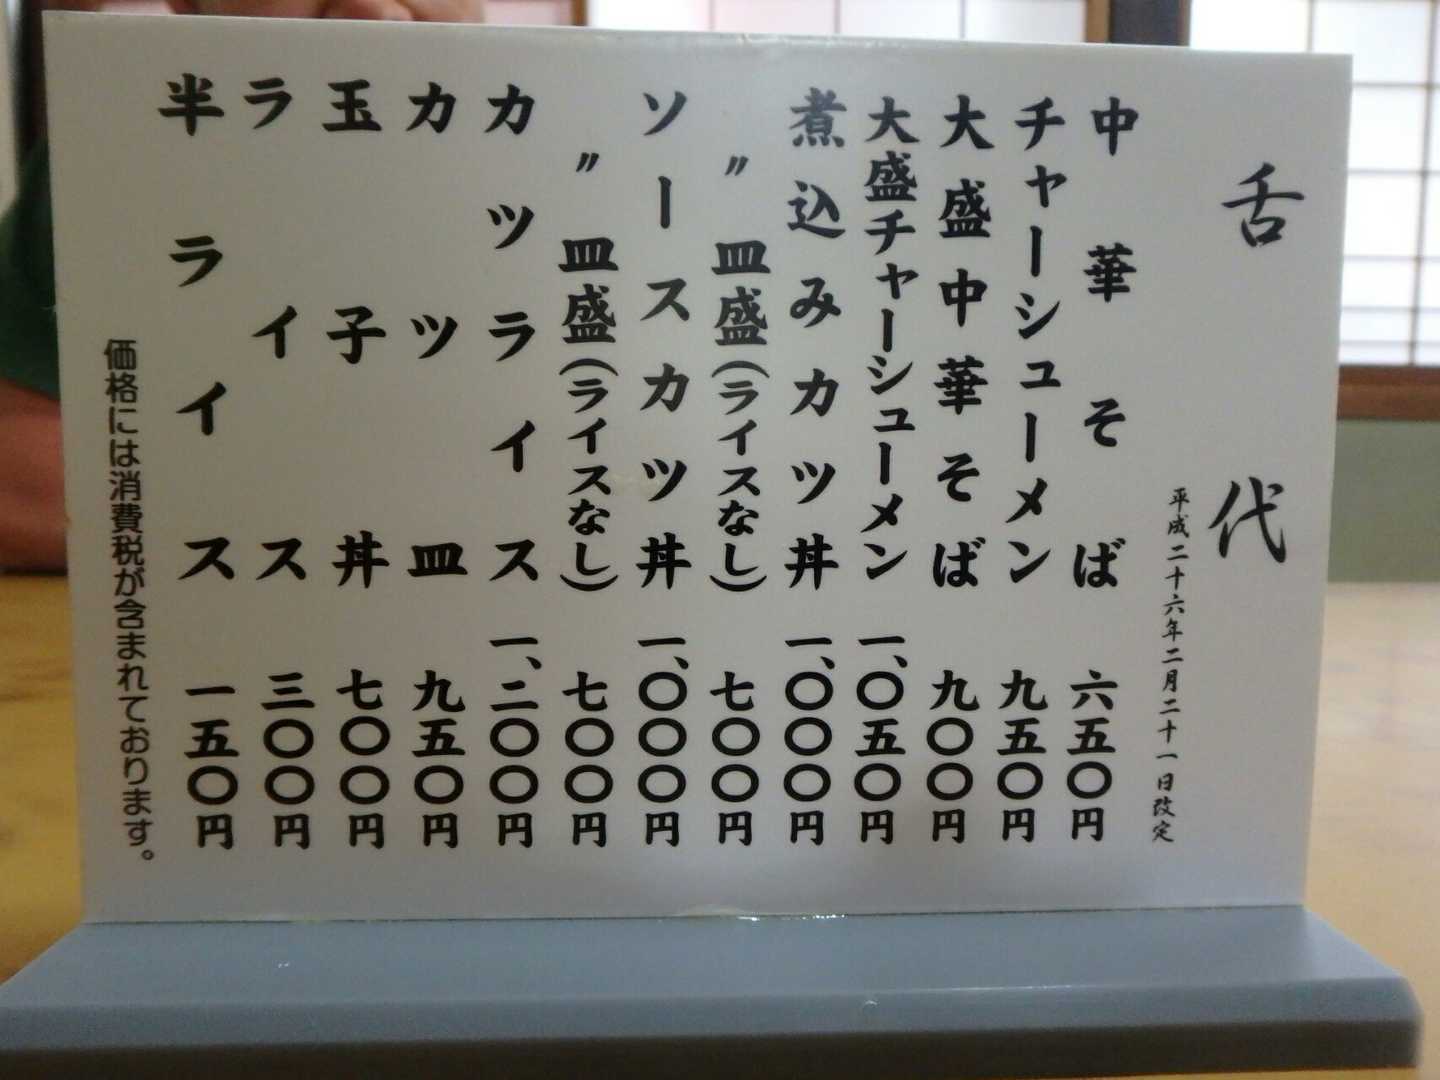 舌代
平成二十六年二月二十一日改定
中華そば 六五〇円
チャーシューメン 九五〇円
大盛中華そば 九〇〇円
大盛チャーシューメン 一、〇五〇円
煮込みカツ丼 一、〇〇〇円
〃 皿盛(ライスなし) 七〇〇円
ソースカツ丼 一、〇〇〇円
〃 皿盛(ライスなし) 七〇〇円
カツライス 一、二〇〇円
カツ皿 九五〇円
玉子丼 七〇〇円
ライス 三〇〇円
半ライス 一五〇円
価格には消費税が含まれております。